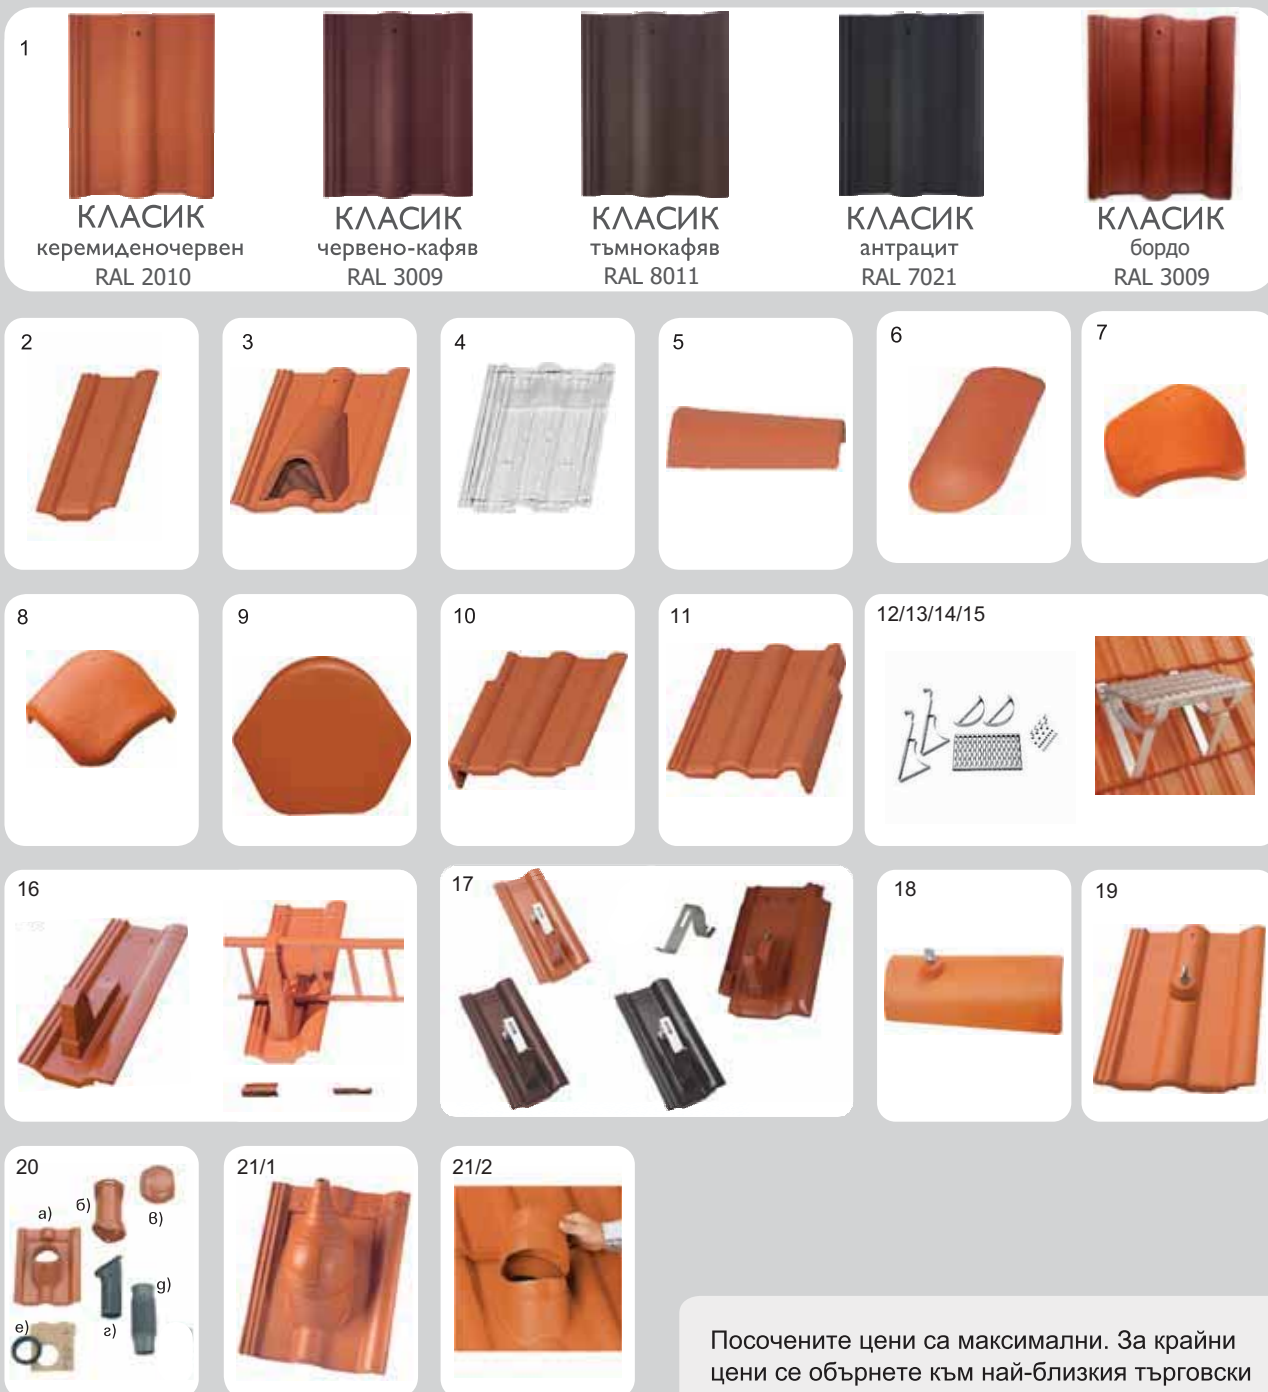 1
КЛАСИК
керемиденочервен
RAL 2010
КЛАСИК
червено-кафяв
RAL 3009
КЛАСИК
тъмнокафяв
RAL 8011
КЛАСИК
антрацит
RAL 7021
КЛАСИК
бордо
RAL 3009
2
3
4
5
6
7
8
9
10
11
12/13/14/15
16
17
18
19
20
а)
б)
в)
г)
д)
е)
21/1
21/2
Посочените цени са максимални. За крайни
цени се обърнете към най-близкия търговски